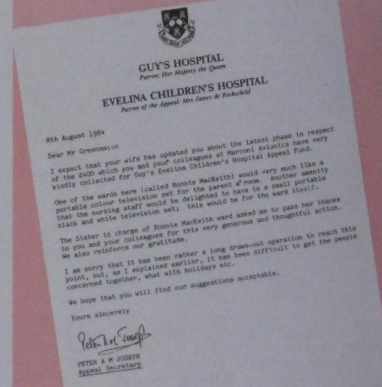 GUY'S HOSPITAL
Patron: Her Majesty the Queen
EVELINA CHILDREN'S HOSPITAL
Patron of the Appeal: Mrs James de Rothschild
8th August 1984
Dear Mr Greenhmiun
I expect that your wife has updated you about the latest phase in respect
of the £400 which you and your colleagues at Marconi Avionics have very
kindly collected for Guy's Evelina Children's Hospital Appeal Fund.
One of the wards here (called Ronnie MacKeith) would very much like a
portable colour television set for the parent s' room. Another amenity
that the nursing staff would be delighted to have is a small portable
black and white television set; this would be for the ward itself.
The Sister in charge of Ronnie MacKeith ward asked me to pass her thanks
to you and your colleagues for this very generous and thoughtful action.
We also reinforce our gratitude.
I am sorry that it has been rather a long drawn-out operation to reach this
point, but, as I explained earlier, it has been difficult to get the people
concerned together, what with holidays etc.
We hope that you will find our suggestions acceptable.
Yours sincerely
Peter A M Joseph
PETER A M JOSEPH
Appeal Secretary